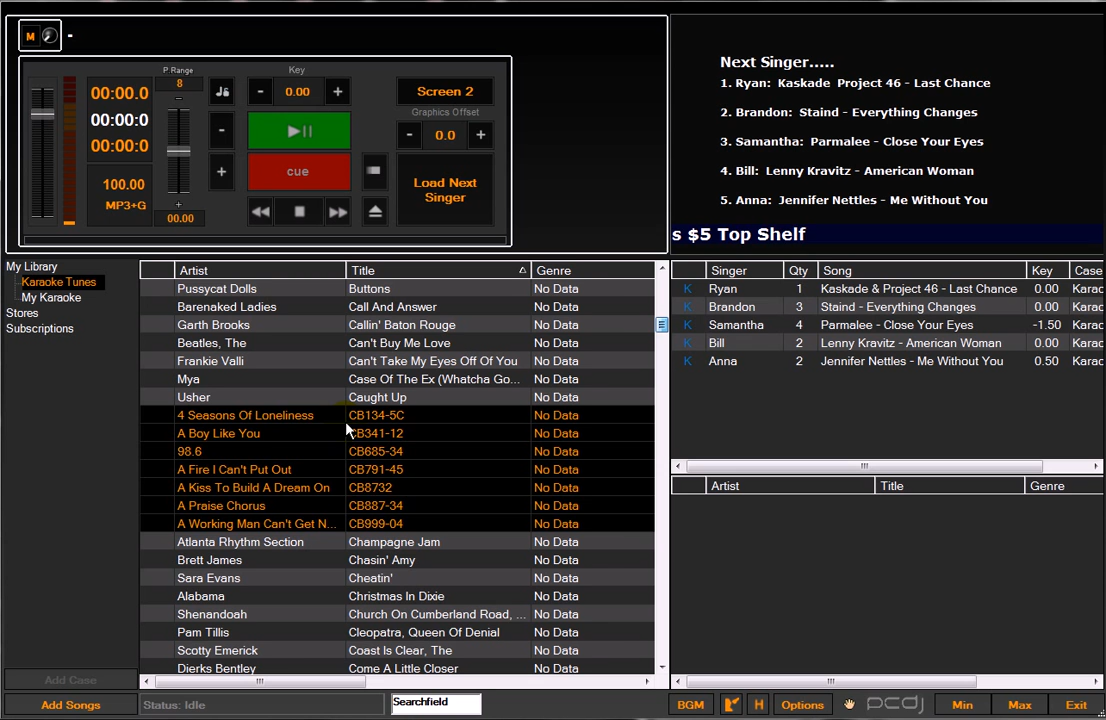 M -
P Range
8
-
+
00.00
00:00.0
00:00:0
00:00:0
100.00
MP3+G
-
+
Key
- 0.00 +
cue
Screen 2
Graphics Offset
- 0.0 +
Load Next
Singer
Next Singer.....
1. Ryan: Kaskade Project 46 - Last Chance
2. Brandon: Staind - Everything Changes
3. Samantha: Parmalee - Close Your Eyes
4. Bill: Lenny Kravitz - American Woman
5. Anna: Jennifer Nettles - Me Without You
s $5 Top Shelf
My Library
Karaoke Tunes
My Karaoke
Stores
Subscriptions
Add Case
Add Songs
Artist Title Genre
Pussycat Dolls Buttons No Data
Barenaked Ladies Call And Answer No Data
Garth Brooks Callin' Baton Rouge No Data
Beatles, The Can't Buy Me Love No Data
Frankie Valli Can't Take My Eyes Off Of You No Data
Mya Case Of The Ex (Whatcha Go... No Data
Usher Caught Up No Data
4 Seasons Of Loneliness CB134-5C No Data
A Boy Like You CB341-12 No Data
98.6 CB685-34 No Data
A Fire I Can't Put Out CB791-45 No Data
A Kiss To Build A Dream On CB8732 No Data
A Praise Chorus CB887-34 No Data
A Working Man Can't Get N... CB999-04 No Data
Atlanta Rhythm Section Champagne Jam No Data
Brett James Chasin' Amy No Data
Sara Evans Cheatin' No Data
Alabama Christmas In Dixie No Data
Shenandoah Church On Cumberland Road, ... No Data
Pam Tillis Cleopatra, Queen Of Denial No Data
Scotty Emerick Coast Is Clear, The No Data
Dierks Bentley Come A Little Closer No Data
Singer Qty Song Key Case
K Ryan 1 Kaskade & Project 46 - Last Chance 0.00 Karao
K Brandon 3 Staind - Everything Changes 0.00 Karao
K Samantha 4 Parmalee - Close Your Eyes -1.50 Karao
K Bill 2 Lenny Kravitz - American Woman 0.00 Karao
K Anna 2 Jennifer Nettles - Me Without You 0.50 Karao
Artist Title Genre
Status: Idle
Searchfield
BGM H Options pcdj Min Max Exit